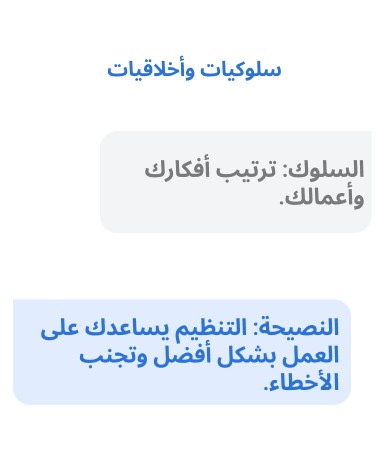 سلوكيات وأخلاقيات
السلوك: ترتيب أفكارك
وأعمالك.
النصيحة: التنظيم يساعدك على
العمل بشكل أفضل وتجنب
الأخطاء.